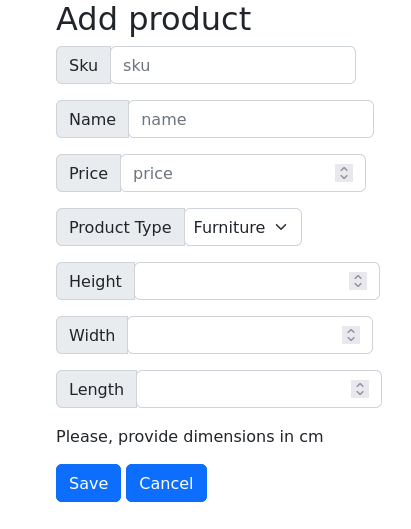 Add product
Sku sku
Name name
Price price
Product Type Furniture
Height
Width
Length
Please, provide dimensions in cm
Save Cancel